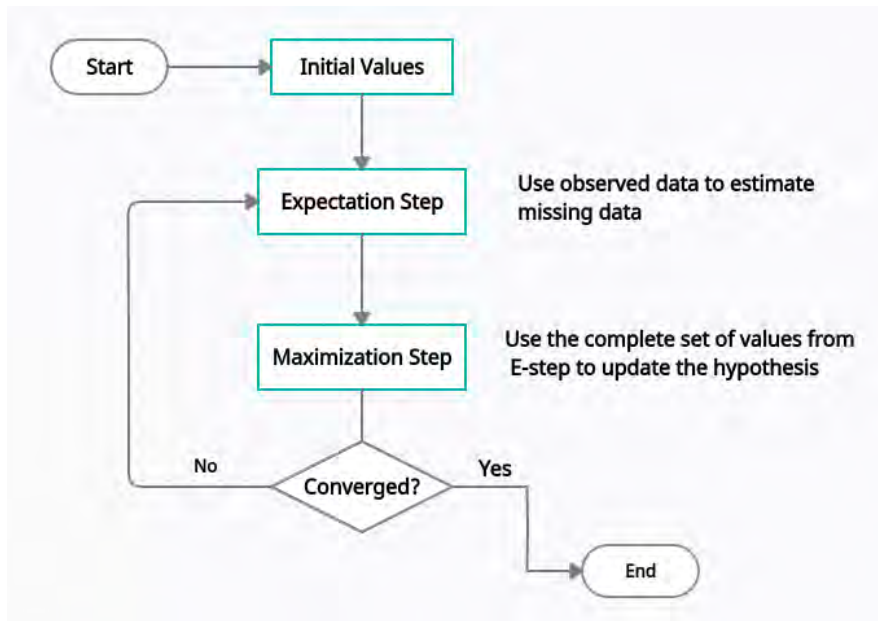 Start
Initial Values
Expectation Step
Use observed data to estimate
missing data
Maximization Step
Use the complete set of values from
E-step to update the hypothesis
No
Converged?
Yes
End